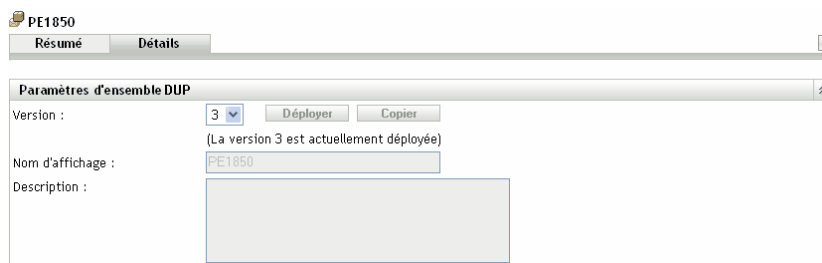 PE1850
Résumé Détails
Paramètres d'ensemble DUP
Version : 3 Déployer Copier
(La version 3 est actuellement déployée)
Nom d'affichage : PE1850
Description :